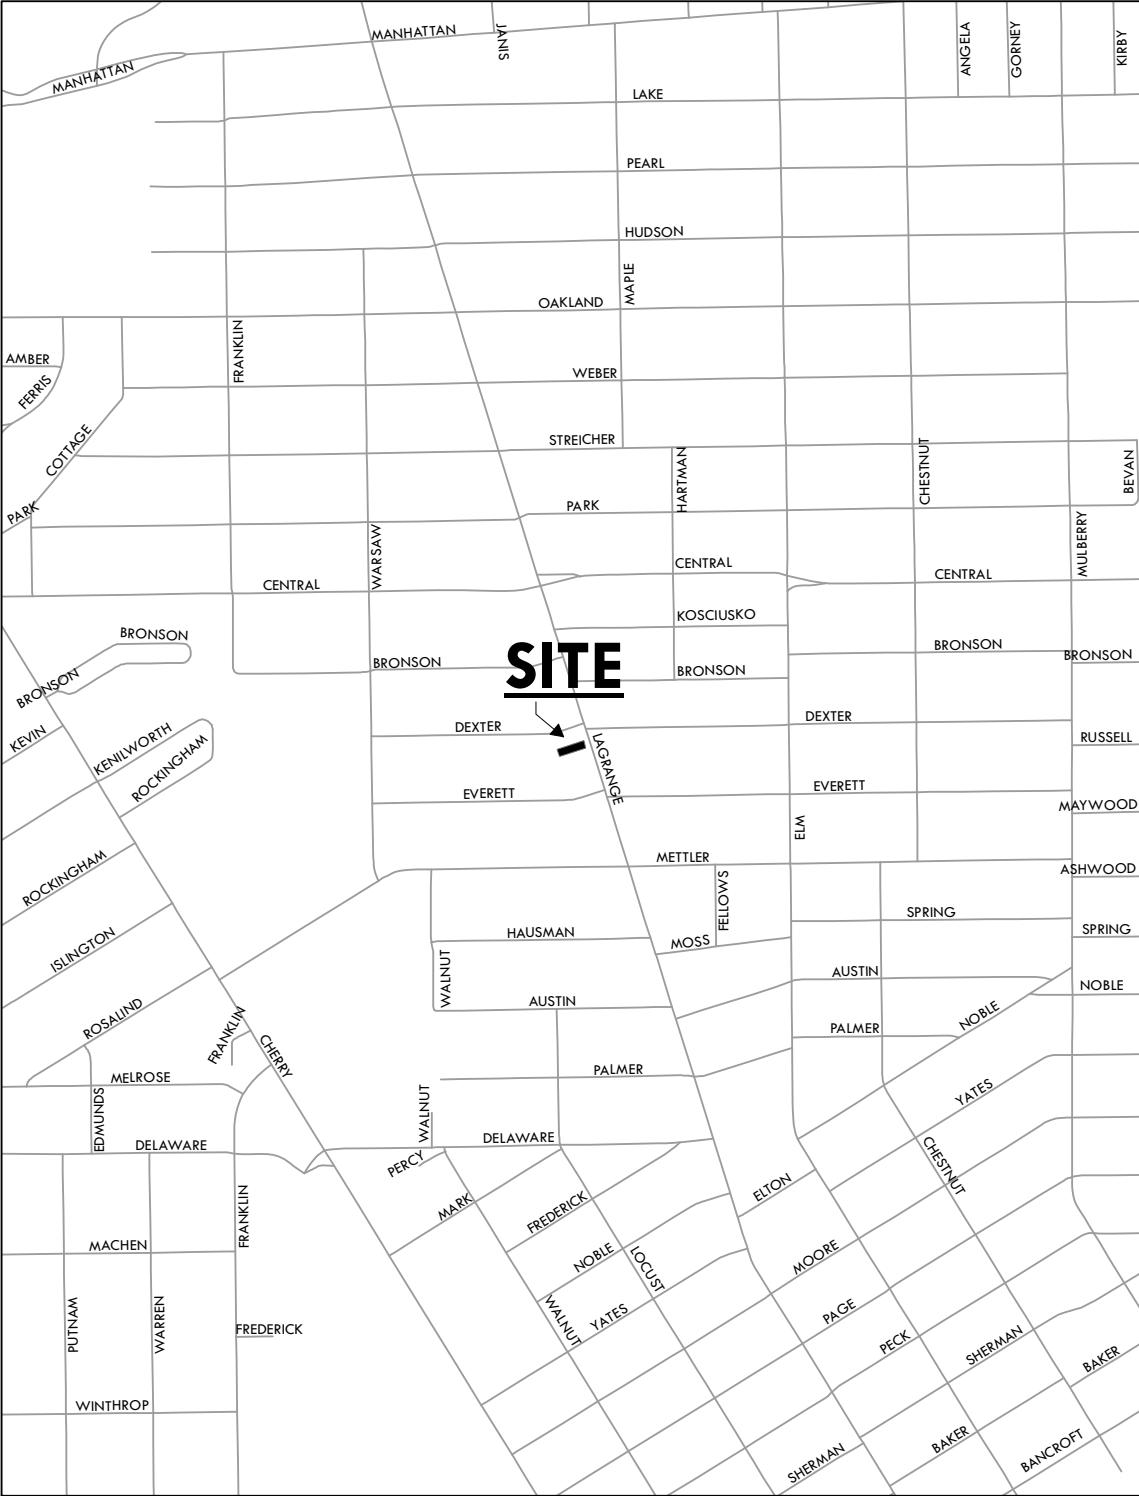 MANHATTAN
JANIS
ANGELA
GORNEY
KIRBY
MANHATTAN
LAKE
PEARL
HUDSON
MAPLE
OAKLAND
FRANKLIN
AMBER
FERRIS
WEBER
COTTAGE
STREICHER
HARTMAN
CHESTNUT
BEVAN
PARK
PARK
WARSAW
MULBERRY
CENTRAL
CENTRAL
CENTRAL
KOSCIUSKO
BRONSON
BRONSON
BRONSON
BRONSON
BRONSON
BRONSON
SITE
KEVIN
KENILWORTH
ROCKINGHAM
DEXTER
DEXTER
RUSSELL
LAGRANGE
EVERETT
EVERETT
MAYWOOD
ELM
METTLER
ROCKINGHAM
FELLOWS
ASHWOOD
SPRING
SPRING
HAUSMAN
MOSS
ISLINGTON
WALNUT
AUSTIN
AUSTIN
NOBLE
NOBLE
ROSALIND
FRANKLIN
CHERRY
PALMER
PALMER
MELROSE
EDMUNDS
WALNUT
YATES
DELAWARE
DELAWARE
PERCY
CHESTNUT
MARK
FREDERICK
ELTON
FRANKLIN
MACHEN
NOBLE
LOCUST
MOORE
PUTNAM
WARREN
WALNUT
YATES
PAGE
FREDERICK
PECK
SHERMAN
BAKER
WINTHROP
BAKER
SHERMAN
BANCROFT